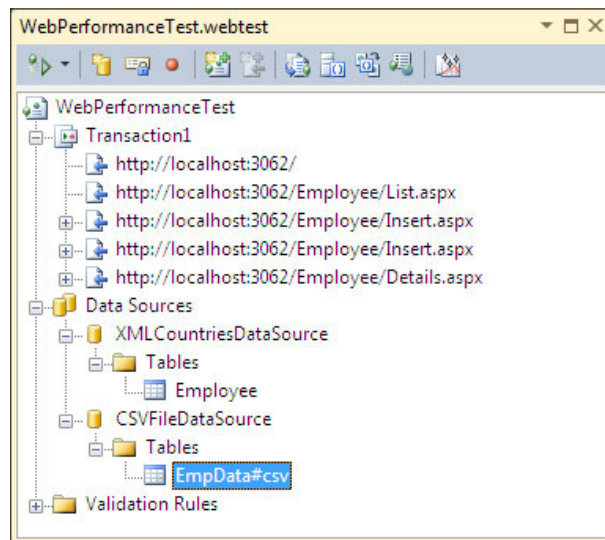 WebPerformanceTest.webtest
WebPerformanceTest
Transaction1
http://localhost:3062/
http://localhost:3062/Employee/List.aspx
http://localhost:3062/Employee/Insert.aspx
http://localhost:3062/Employee/Insert.aspx
http://localhost:3062/Employee/Details.aspx
Data Sources
XMLCountriesDataSource
Tables
Employee
CSVFileDataSource
Tables
EmpData#csv
Validation Rules